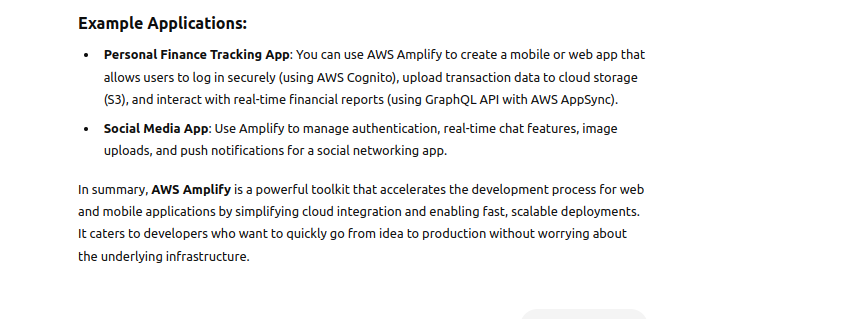 Example Applications:
• Personal Finance Tracking App: You can use AWS Amplify to create a mobile or web app that
allows users to log in securely (using AWS Cognito), upload transaction data to cloud storage
(S3), and interact with real-time financial reports (using GraphQL API with AWS AppSync).
• Social Media App: Use Amplify to manage authentication, real-time chat features, image
uploads, and push notifications for a social networking app.
In summary, AWS Amplify is a powerful toolkit that accelerates the development process for web
and mobile applications by simplifying cloud integration and enabling fast, scalable deployments.
It caters to developers who want to quickly go from idea to production without worrying about
the underlying infrastructure.